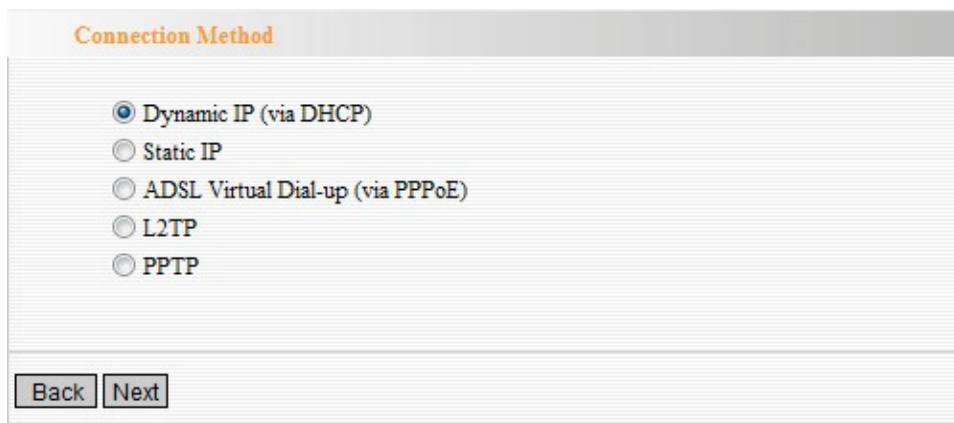 Connection Method
Dynamic IP (via DHCP)
Static IP
ADSL Virtual Dial-up (via PPPoE)
L2TP
PPTP
Back Next